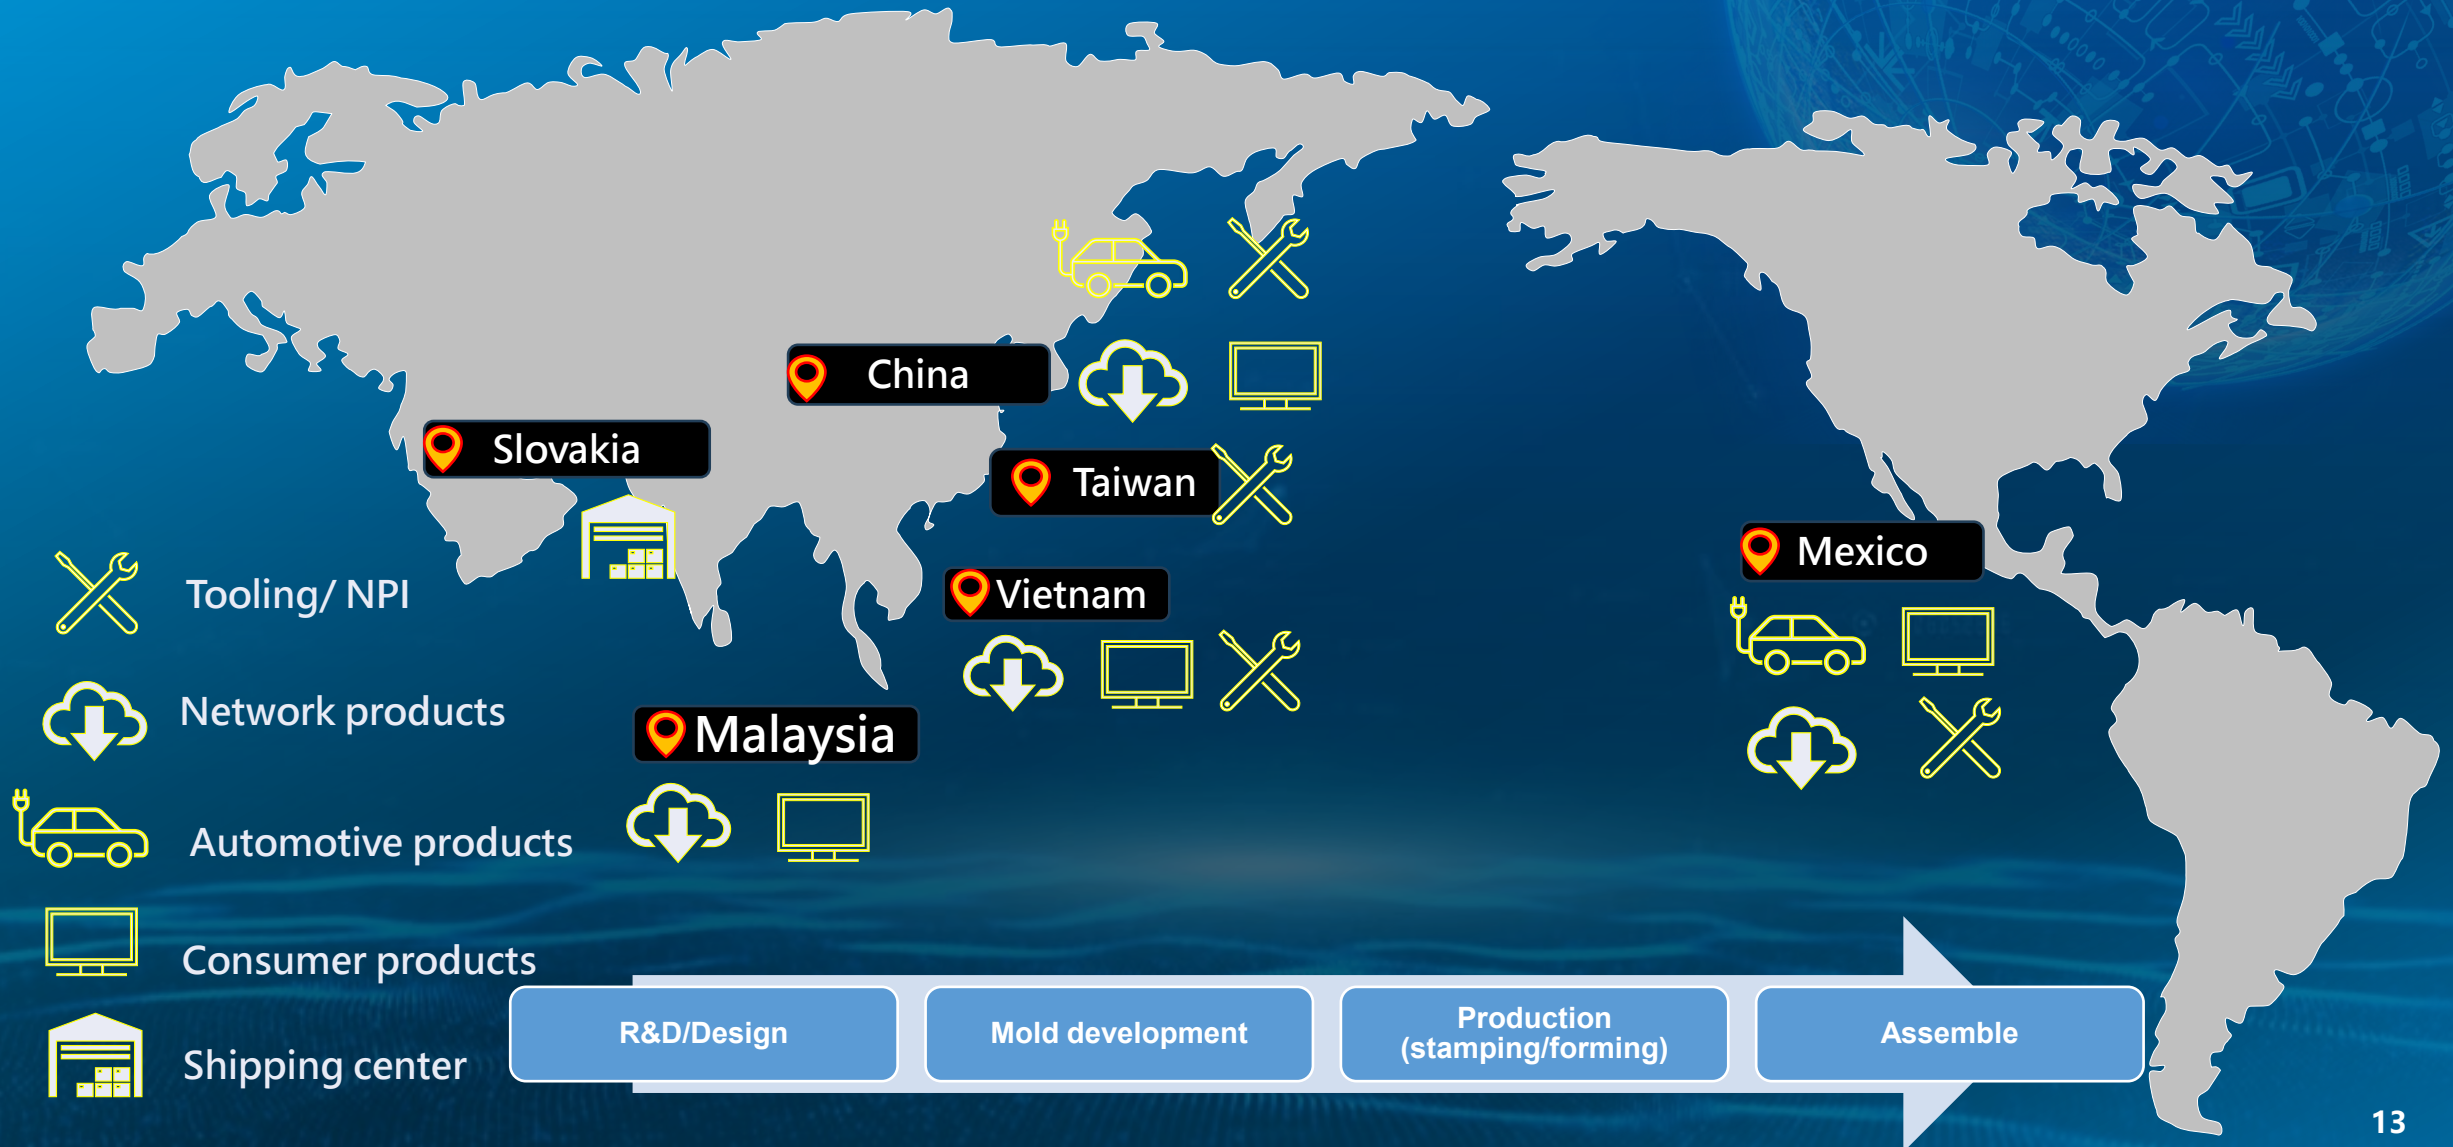 China
Slovakia
Taiwan
Mexico
Vietnam
Malaysia
Tooling/ NPI
Network products
Automotive products
Consumer products
Shipping center
R&D/Design
Mold development
Production
(stamping/forming)
Assemble
13